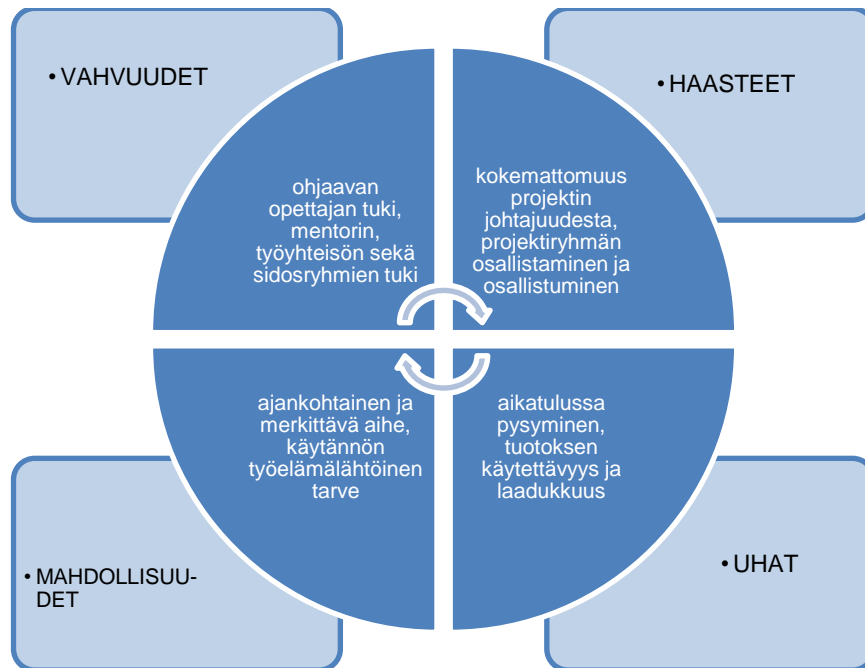 • VAHVUUDET
ohjaavan
opettajan tuki,
mentorin,
työyhteisön sekä
sidosryhmien tuki
• HAASTEET
kokemattomuus
projektin
johtajuudesta,
projektiryhmän
osallistaminen ja
osallistuminen
ajankohtainen ja
merkittävä aihe,
käytännön
työelämälähtöinen
tarve
• MAHDOLLISUU-
DET
aikatulussa
pysyminen,
tuotoksen
käytettävyys ja
laadukkuus
• UHAT